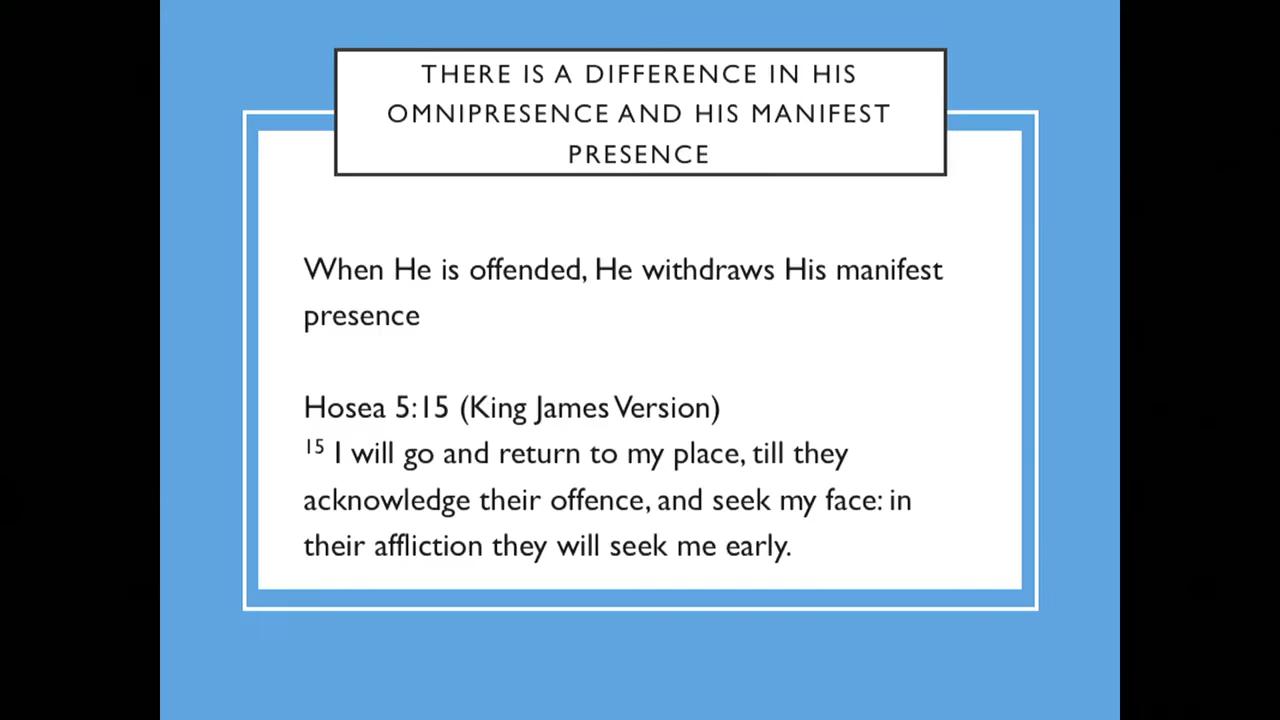 THERE IS A DIFFERENCE IN HIS
OMNIPRESENCE AND HIS MANIFEST
PRESENCE
When He is offended, He withdraws His manifest
presence
Hosea 5:15 (King James Version)
15 I will go and return to my place, till they
acknowledge their offence, and seek my face: in
their affliction they will seek me early.